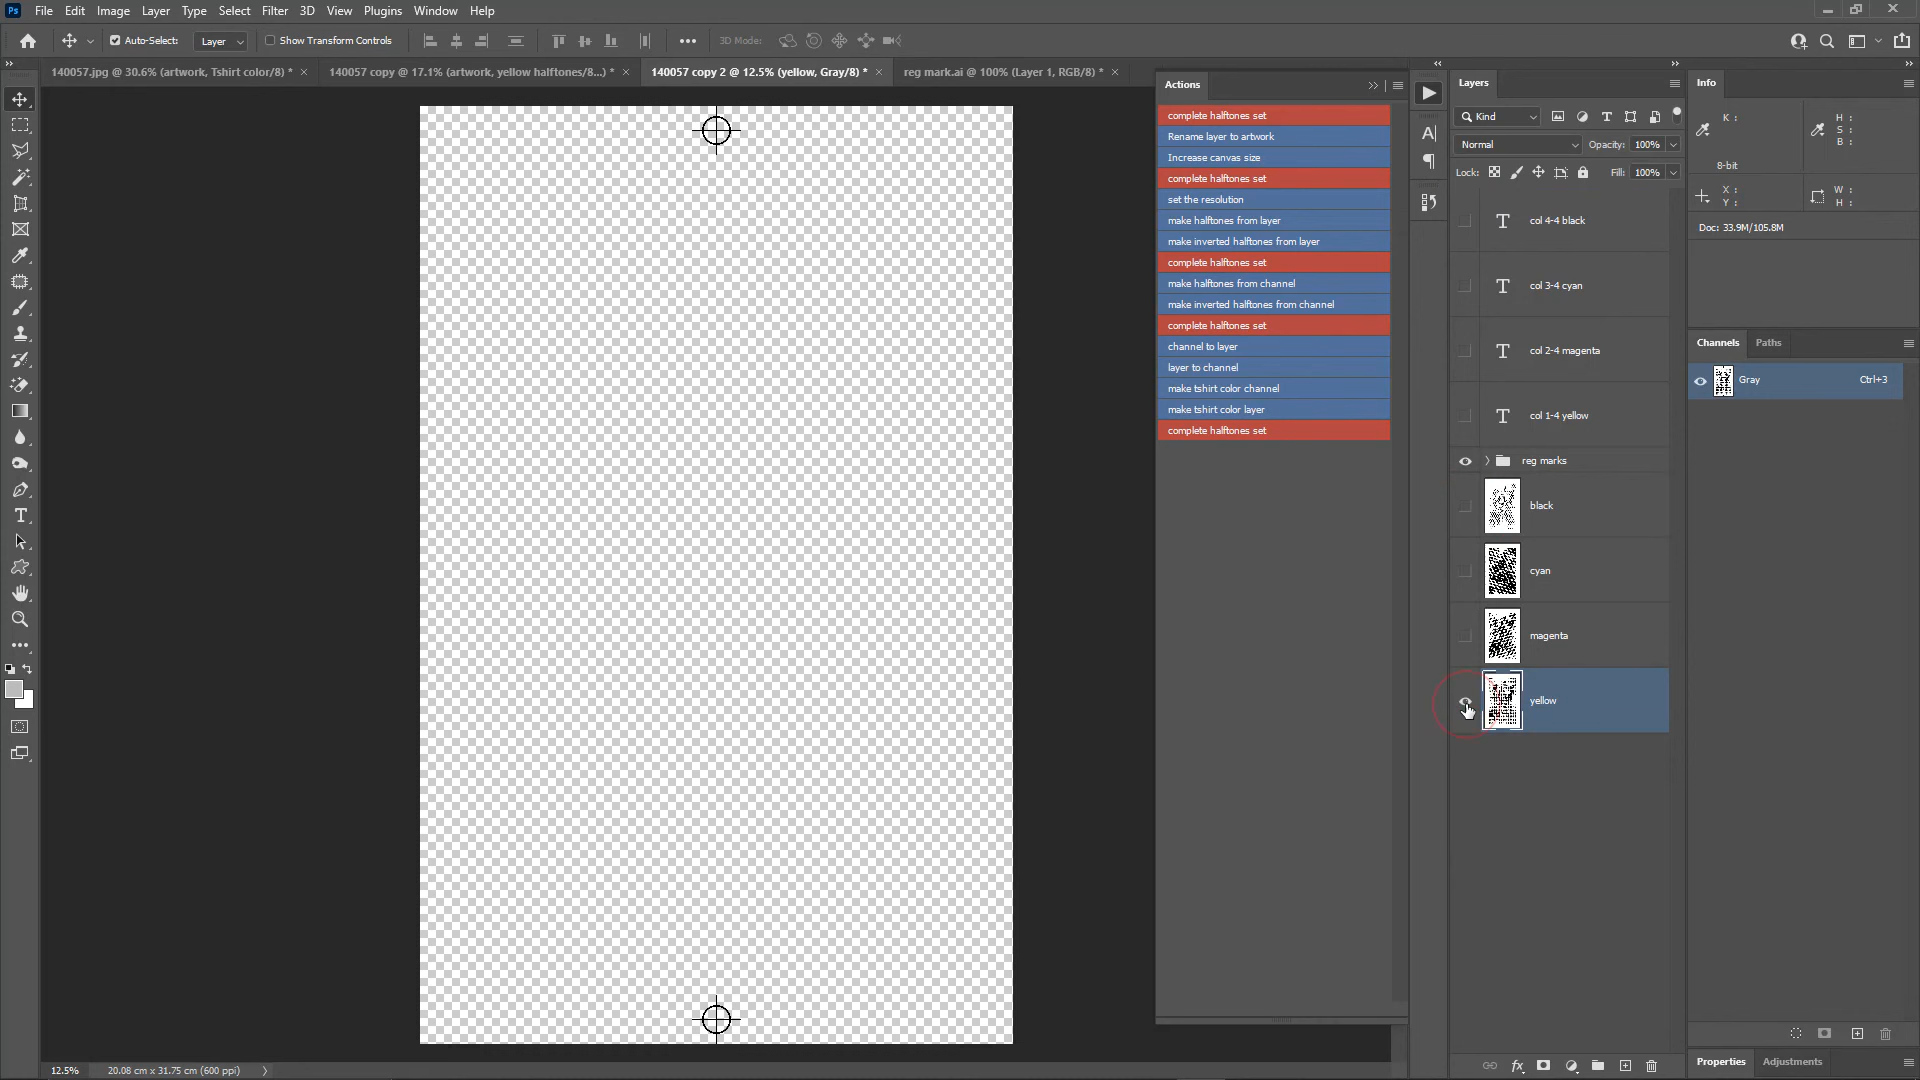 Ps File Edit Image Layer Type Select Filter 3D View Plugins Window Help
Auto-Select: Layer Show Transform Controls 3D Mode:
140057.jpg @ 30.6% (artwork, Tshirt color/8) * × 140057 copy @ 17.1% (artwork, yellow halftones/8...) * × 140057 copy 2 @ 12.5% (yellow, Gray/8) * × reg mark.ai @ 100% (Layer 1, RGB/8) * ×
Actions
complete halftones set
Rename layer to artwork
Increase canvas size
complete halftones set
set the resolution
make halftones from layer
make inverted halftones from layer
complete halftones set
make halftones from channel
make inverted halftones from channel
complete halftones set
channel to layer
layer to channel
make tshirt color channel
make tshirt color layer
complete halftones set
Layers
Kind
Normal Opacity: 100%
Lock: Fill: 100%
col 4-4 black
col 3-4 cyan
col 2-4 magenta
col 1-4 yellow
reg marks
black
cyan
magenta
yellow
Info
K : H :
S :
B :
8-bit
X : W :
Y : H :
Doc: 33.9M/105.8M
Channels Paths
Gray Ctrl+3
Properties Adjustments
12.5% 20.08 cm x 31.75 cm (600 ppi)